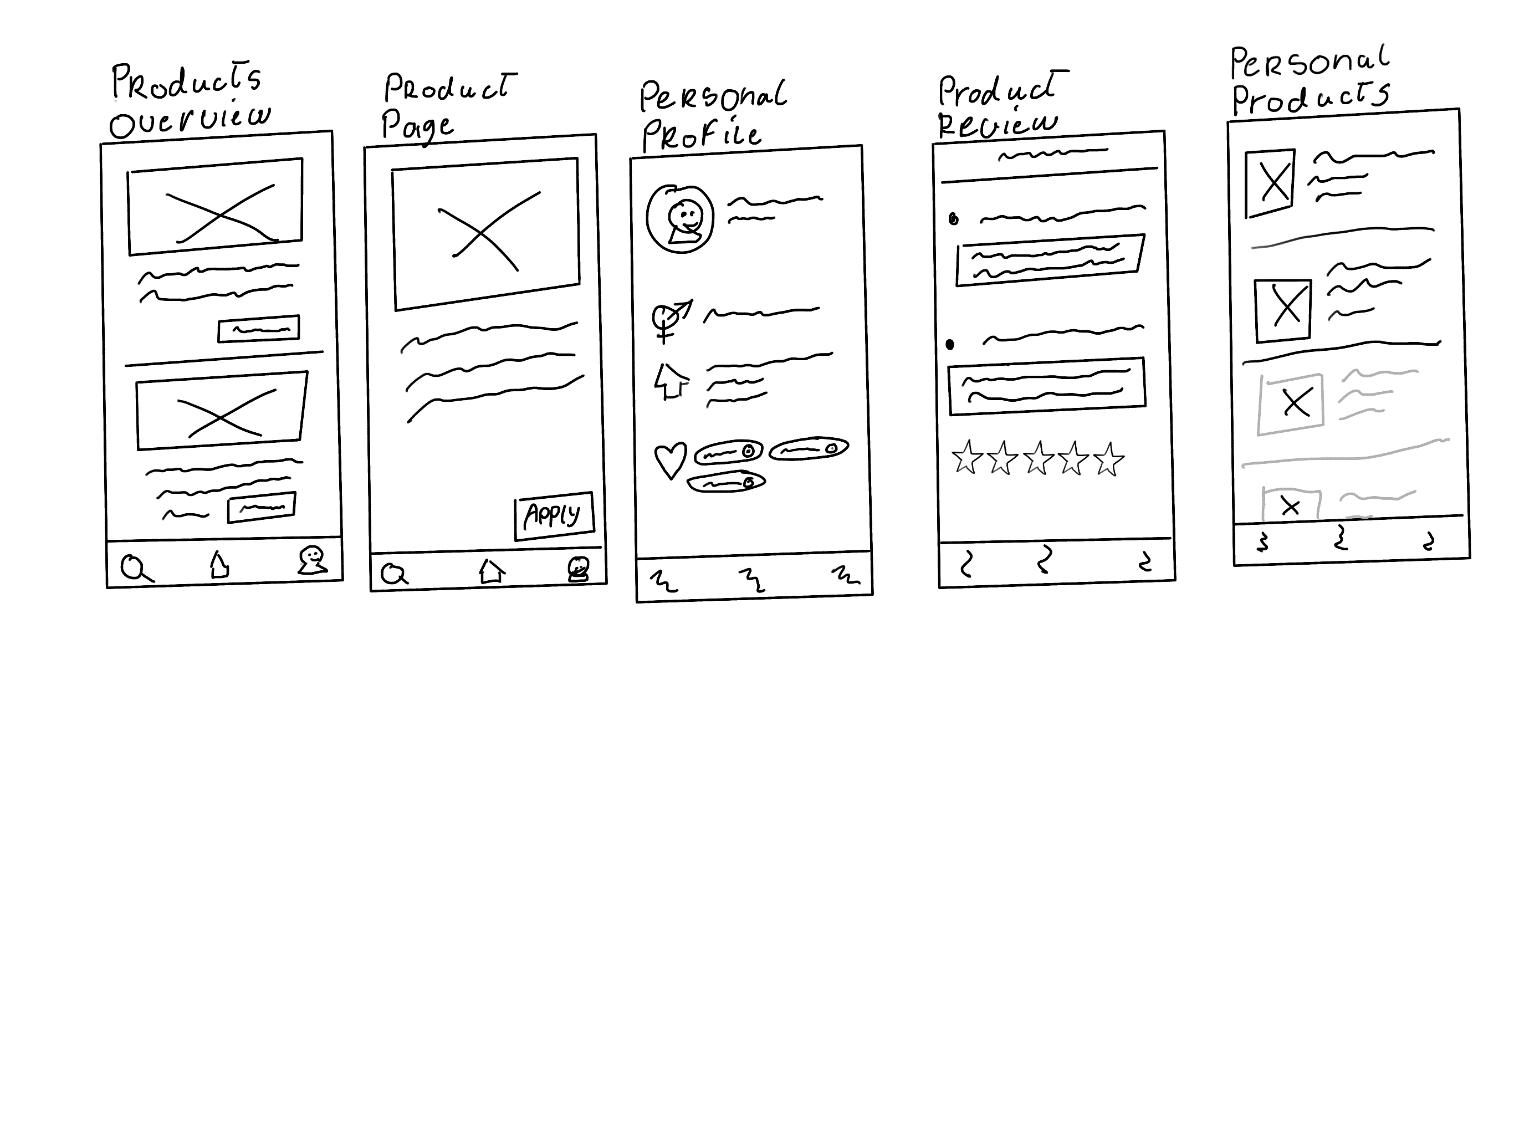 Products
overview
Product
Page
Personal
Profile
Product
Review
Personal
Products
Apply